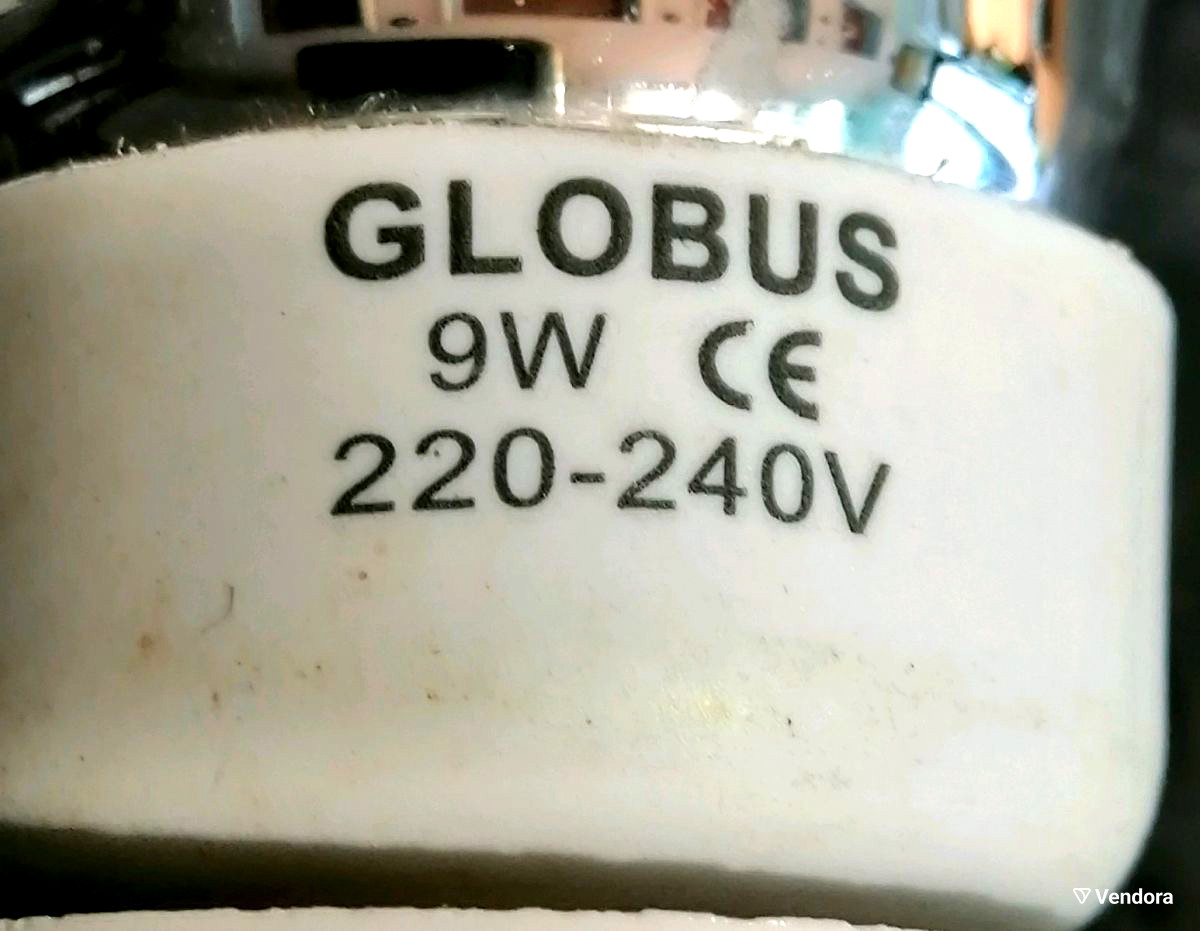 GLOBUS
9W CE
220-240V
Vendora